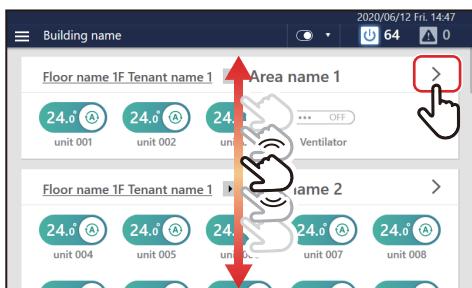 2020/06/12 Fri. 14:47
Building name 64 0
Floor name 1F Tenant name 1 Area name 1
24.0° A 24.0° A 24. OFF
unit 001 unit 002 Ventilator
Floor name 1F Tenant name 1 name 2
24.0° A 24.0° A 24. 24.0° A 24.0° A
unit 004 unit 005 unit 007 unit 008